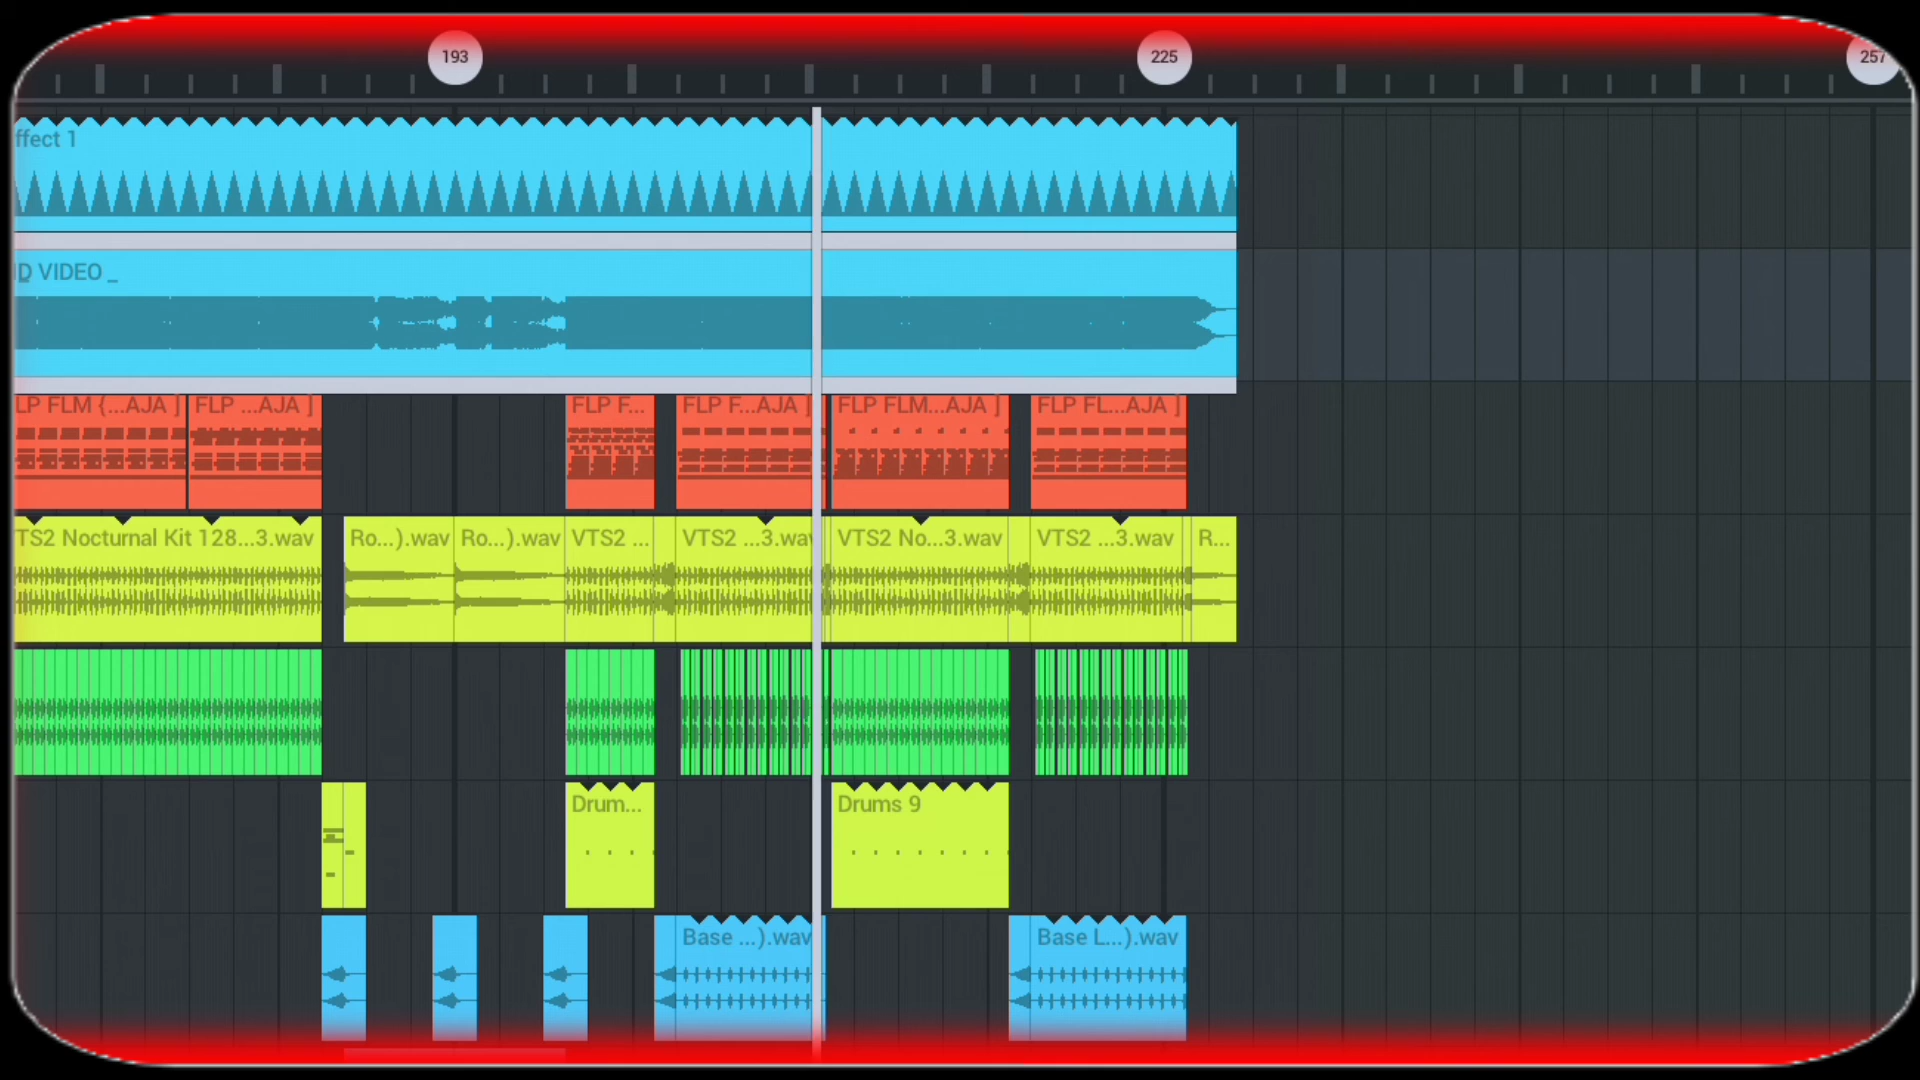 193
225
257
ffect 1
D VIDEO _
LP FLM {...AJA ]
FLP ...AJA ]
FLP F...
FLP F...AJA ]
FLP FLM...AJA ]
FLP FL...AJA ]
TS2 Nocturnal Kit 128...3.wav
Ro...).wav
Ro...).wav
VTS2 ...
VTS2 ...3.wav
VTS2 No...3.wav
VTS2 ...3.wav
R...
Drum...
Drums 9
Base ...).wav
Base L...).wav